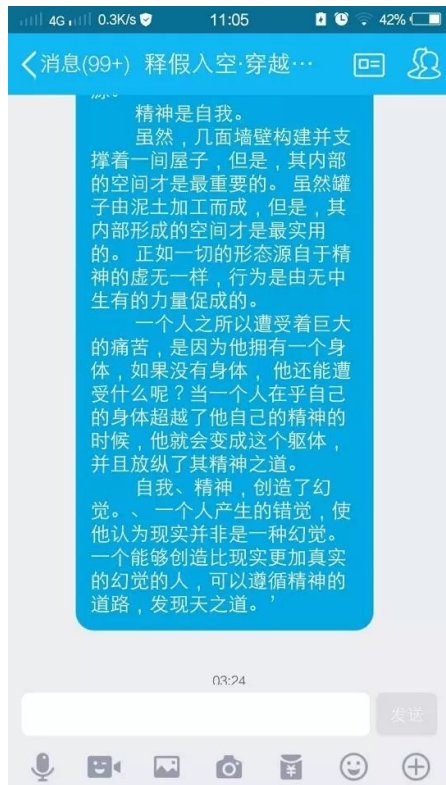 4G 0.3K/s 11:05 42%
消息(99+) 释假入空·穿越…
精神是自我。
虽然，几面墙壁构建并支
撑着一间屋子，但是，其内部
的空间才是最重要的。 虽然罐
子由泥土加工而成，但是，其
内部形成的空间才是最实用
的。 正如一切的形态源自于精
神的虚无一样，行为是由无中
生有的力量促成的。
一个人之所以遭受着巨大
的痛苦，是因为他拥有一个身
体，如果没有身体， 他还能遭
受什么呢？当一个人在乎自己
的身体超越了他自己的精神的
时候，他就会变成这个躯体，
并且放纵了其精神之道。
自我、精神，创造了幻
觉。、 一个人产生的错觉，使
他认为现实并非是一种幻觉。
一个能够创造比现实更加真实
的幻觉的人，可以遵循精神的
道路，发现天之道。’
03:24
发送